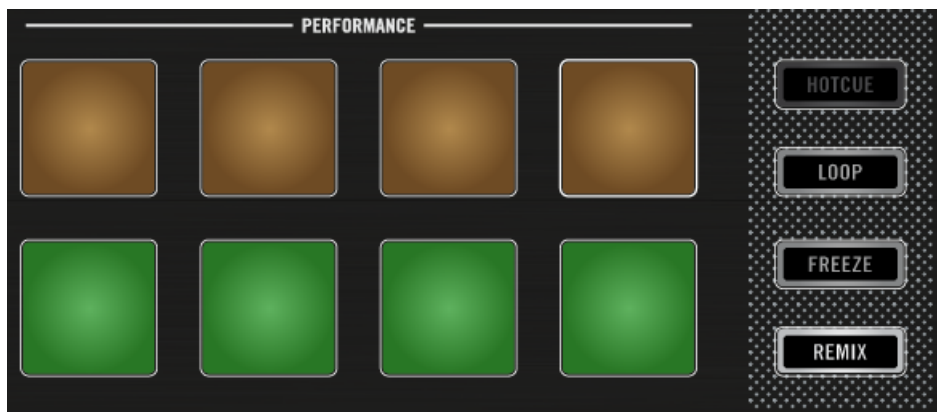 PERFORMANCE
HOTCUE
LOOP
FREEZE
REMIX